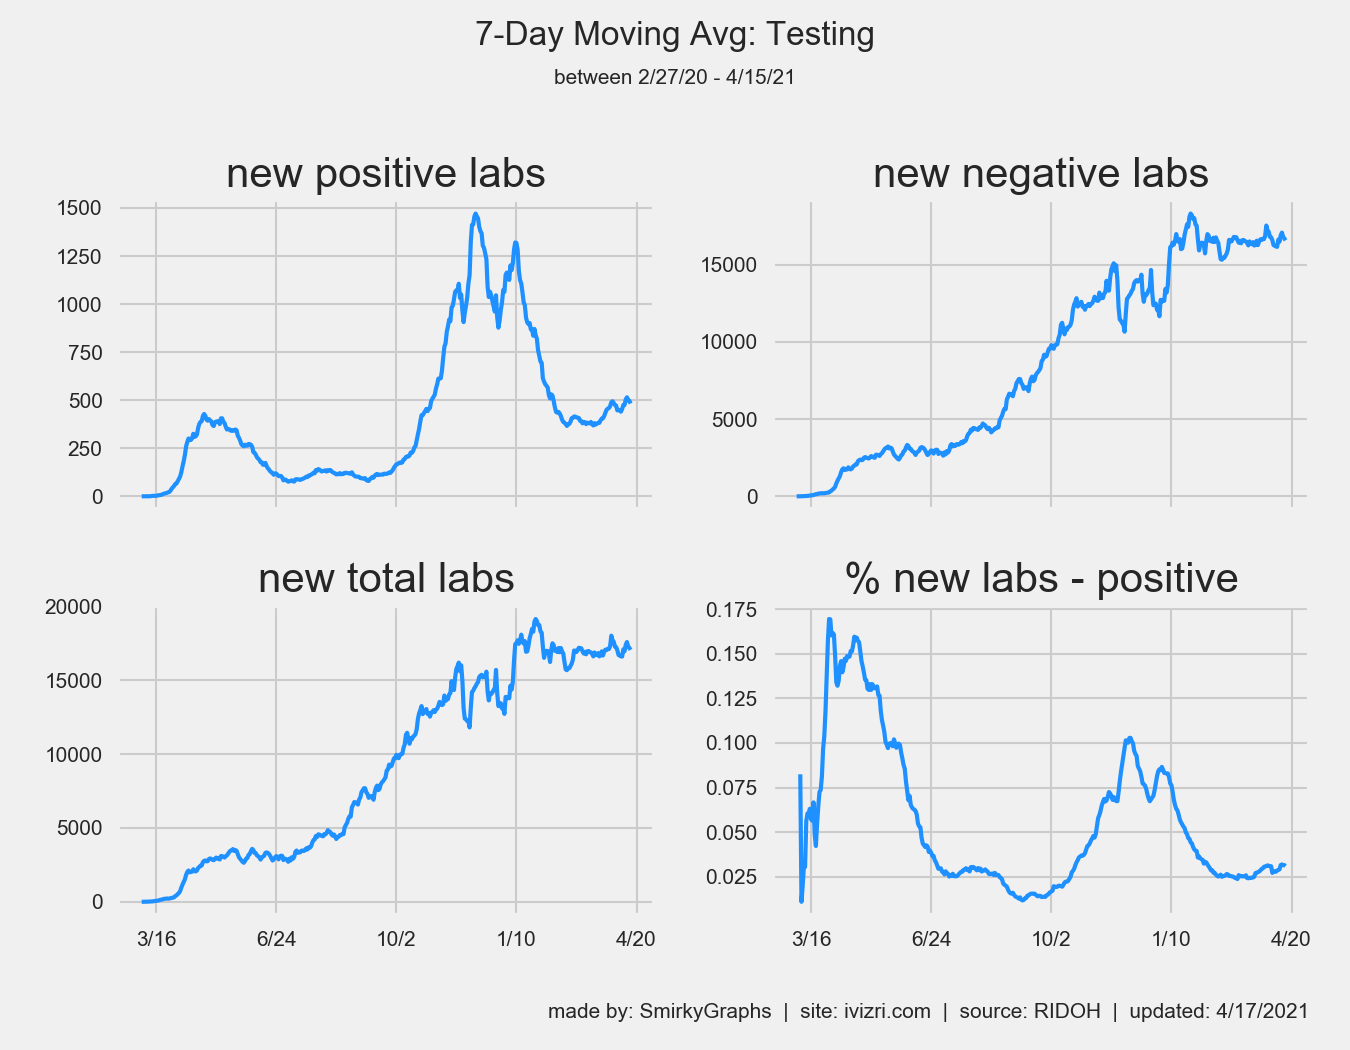 7-Day Moving Avg: Testing
between 2/27/20 - 4/15/21
new positive labs
1500
1250
1000
750
500
250
0
new negative labs
15000
10000
5000
0
new total labs
20000
15000
10000
5000
0
3/16 6/24 10/2 1/10 4/20
% new labs - positive
0.175
0.150
0.125
0.100
0.075
0.050
0.025
3/16 6/24 10/2 1/10 4/20
made by: SmirkyGraphs | site: ivizri.com | source: RIDOH | updated: 4/17/2021